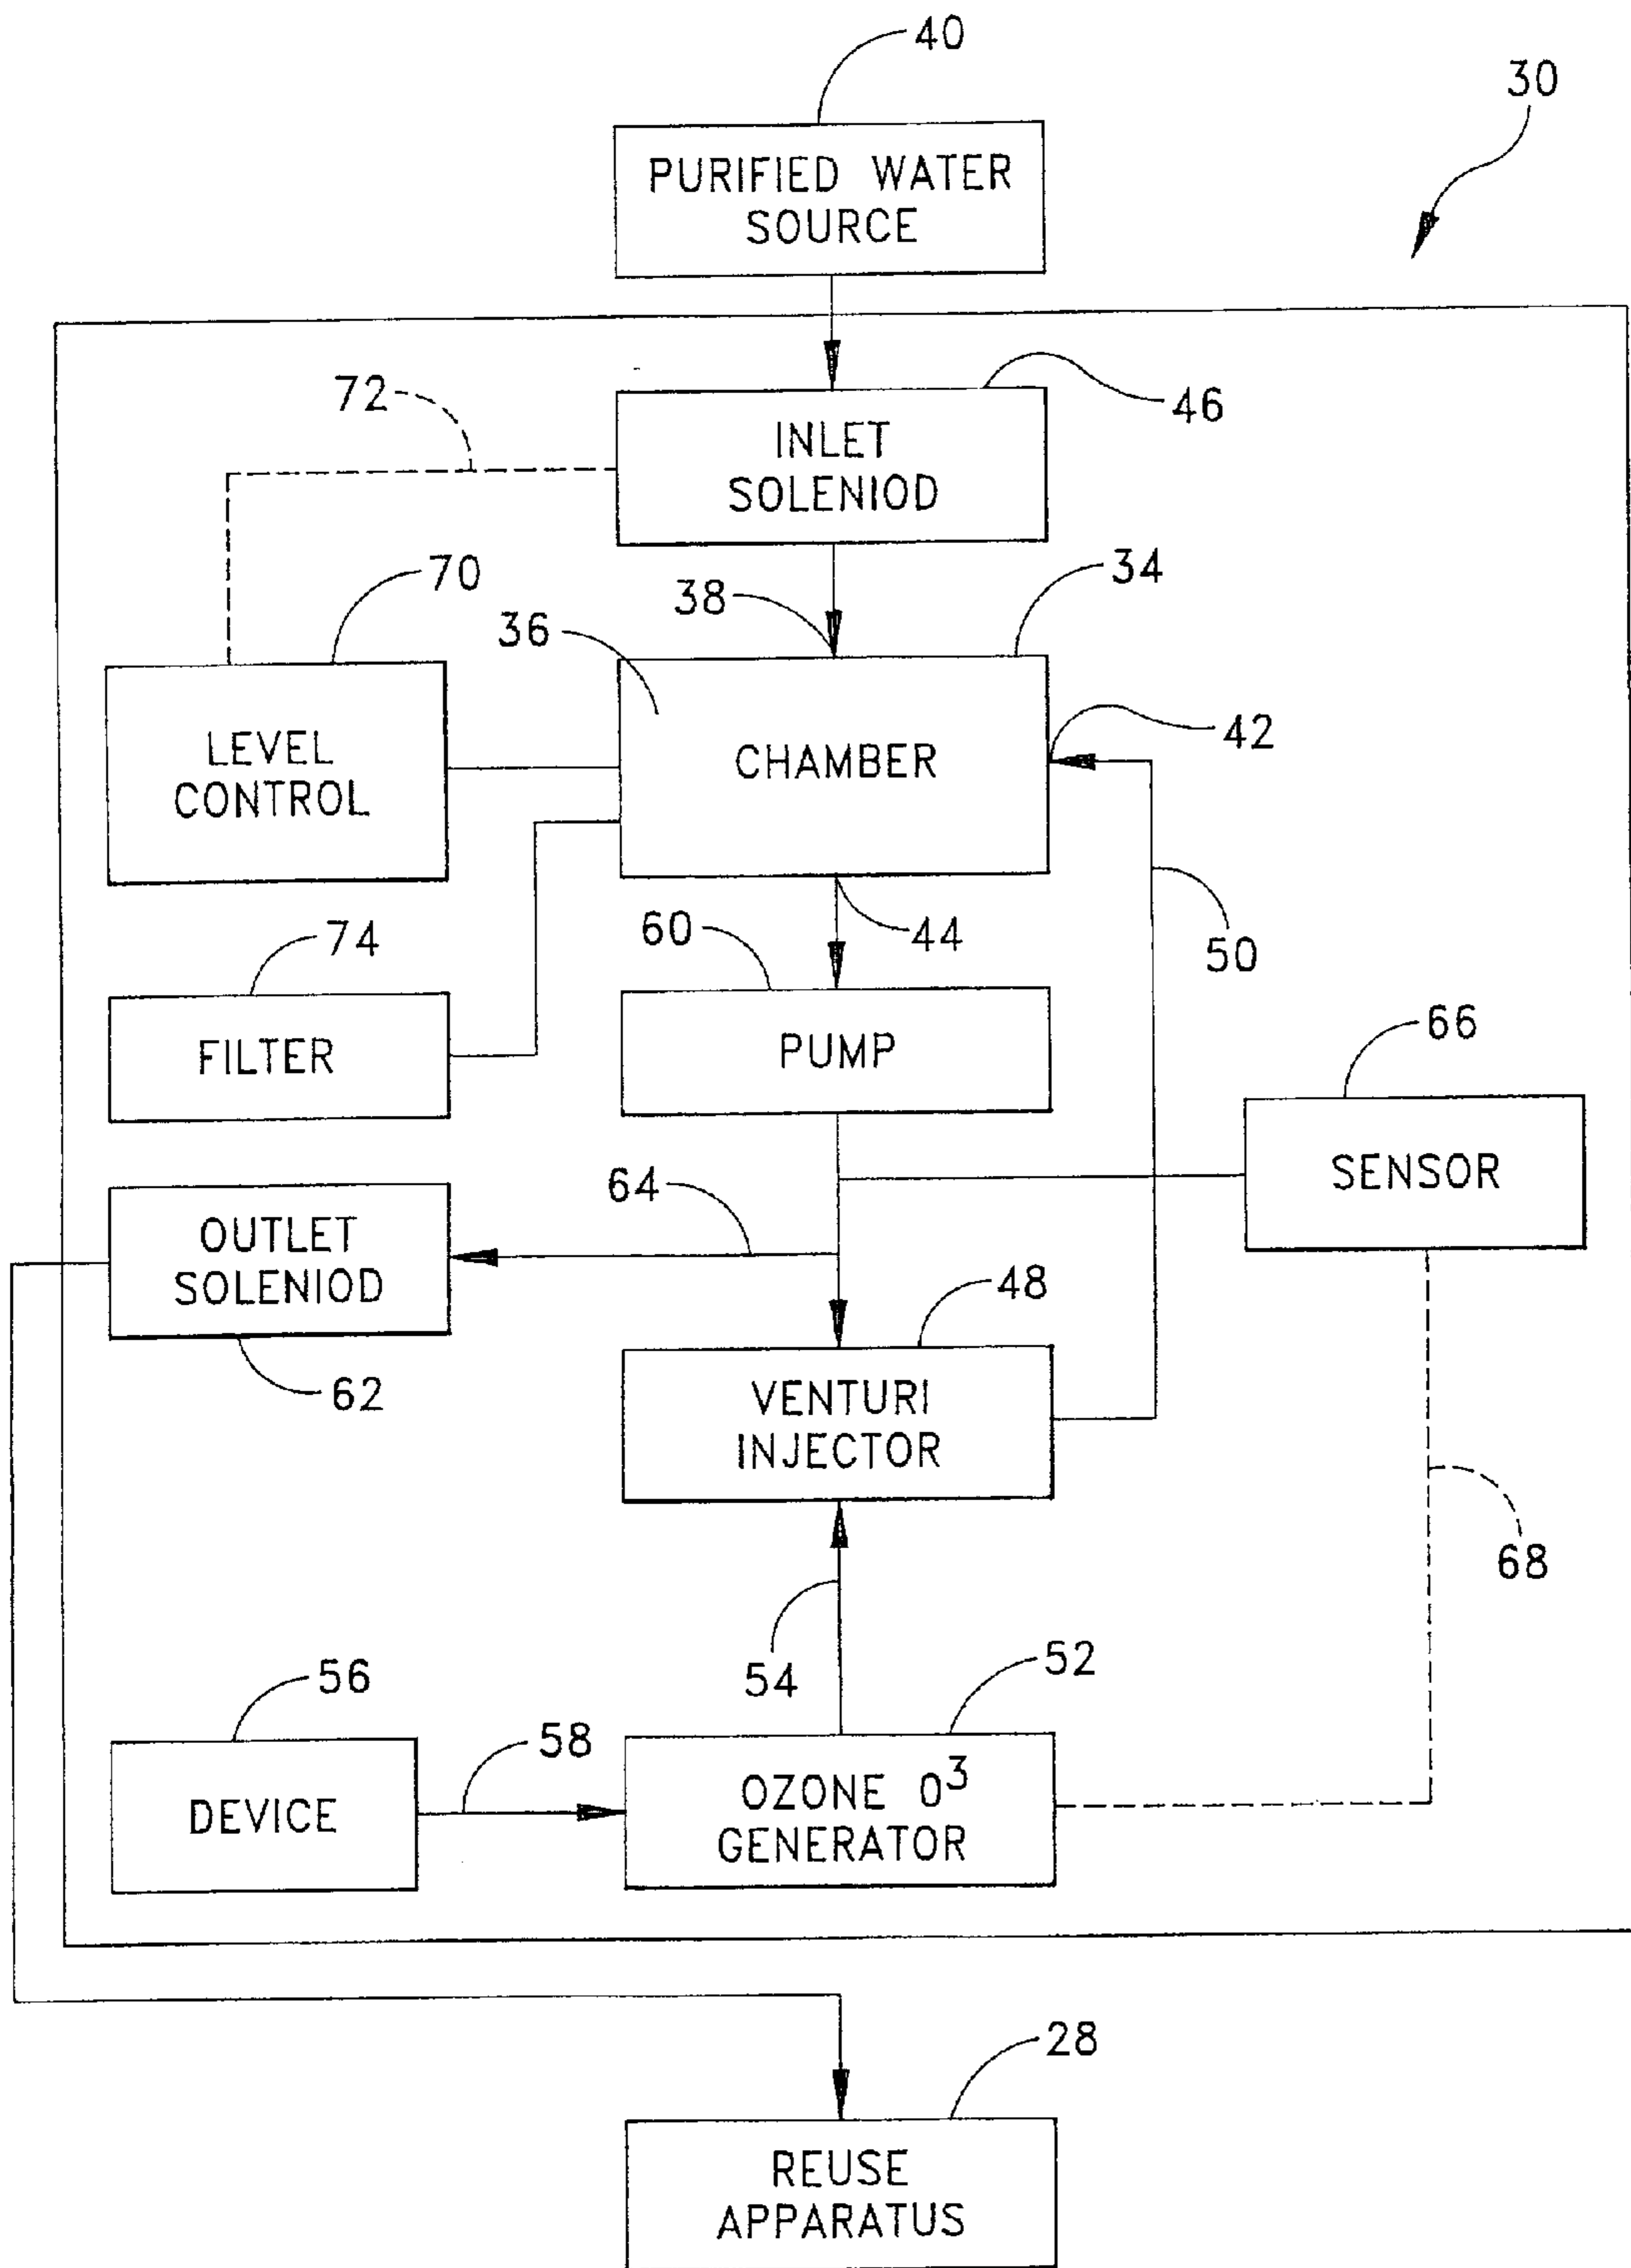 40
30
PURIFIED WATER
SOURCE
72
46
INLET
SOLENIOD
70
38
34
36
42
LEVEL
CONTROL
CHAMBER
44
50
74
60
FILTER
PUMP
66
SENSOR
64
OUTLET
SOLENIOD
48
62
VENTURI
INJECTOR
68
54
52
56
58
DEVICE
OZONE O³
GENERATOR
28
REUSE
APPARATUS